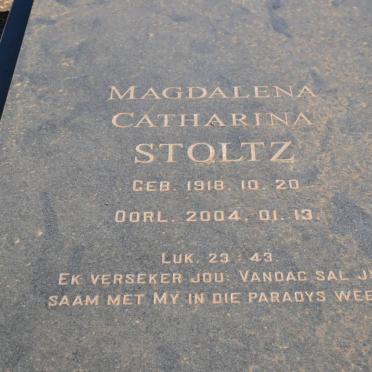 MAGDALENA
CATHARINA
STOLTZ
GEB. 1918. 10. 20
OORL. 2004. 01. 13.
LUK. 23 : 43.
EK VERSEKER JOU: VANDAG SAL
SAAM MET MY IN DIE PARADYS